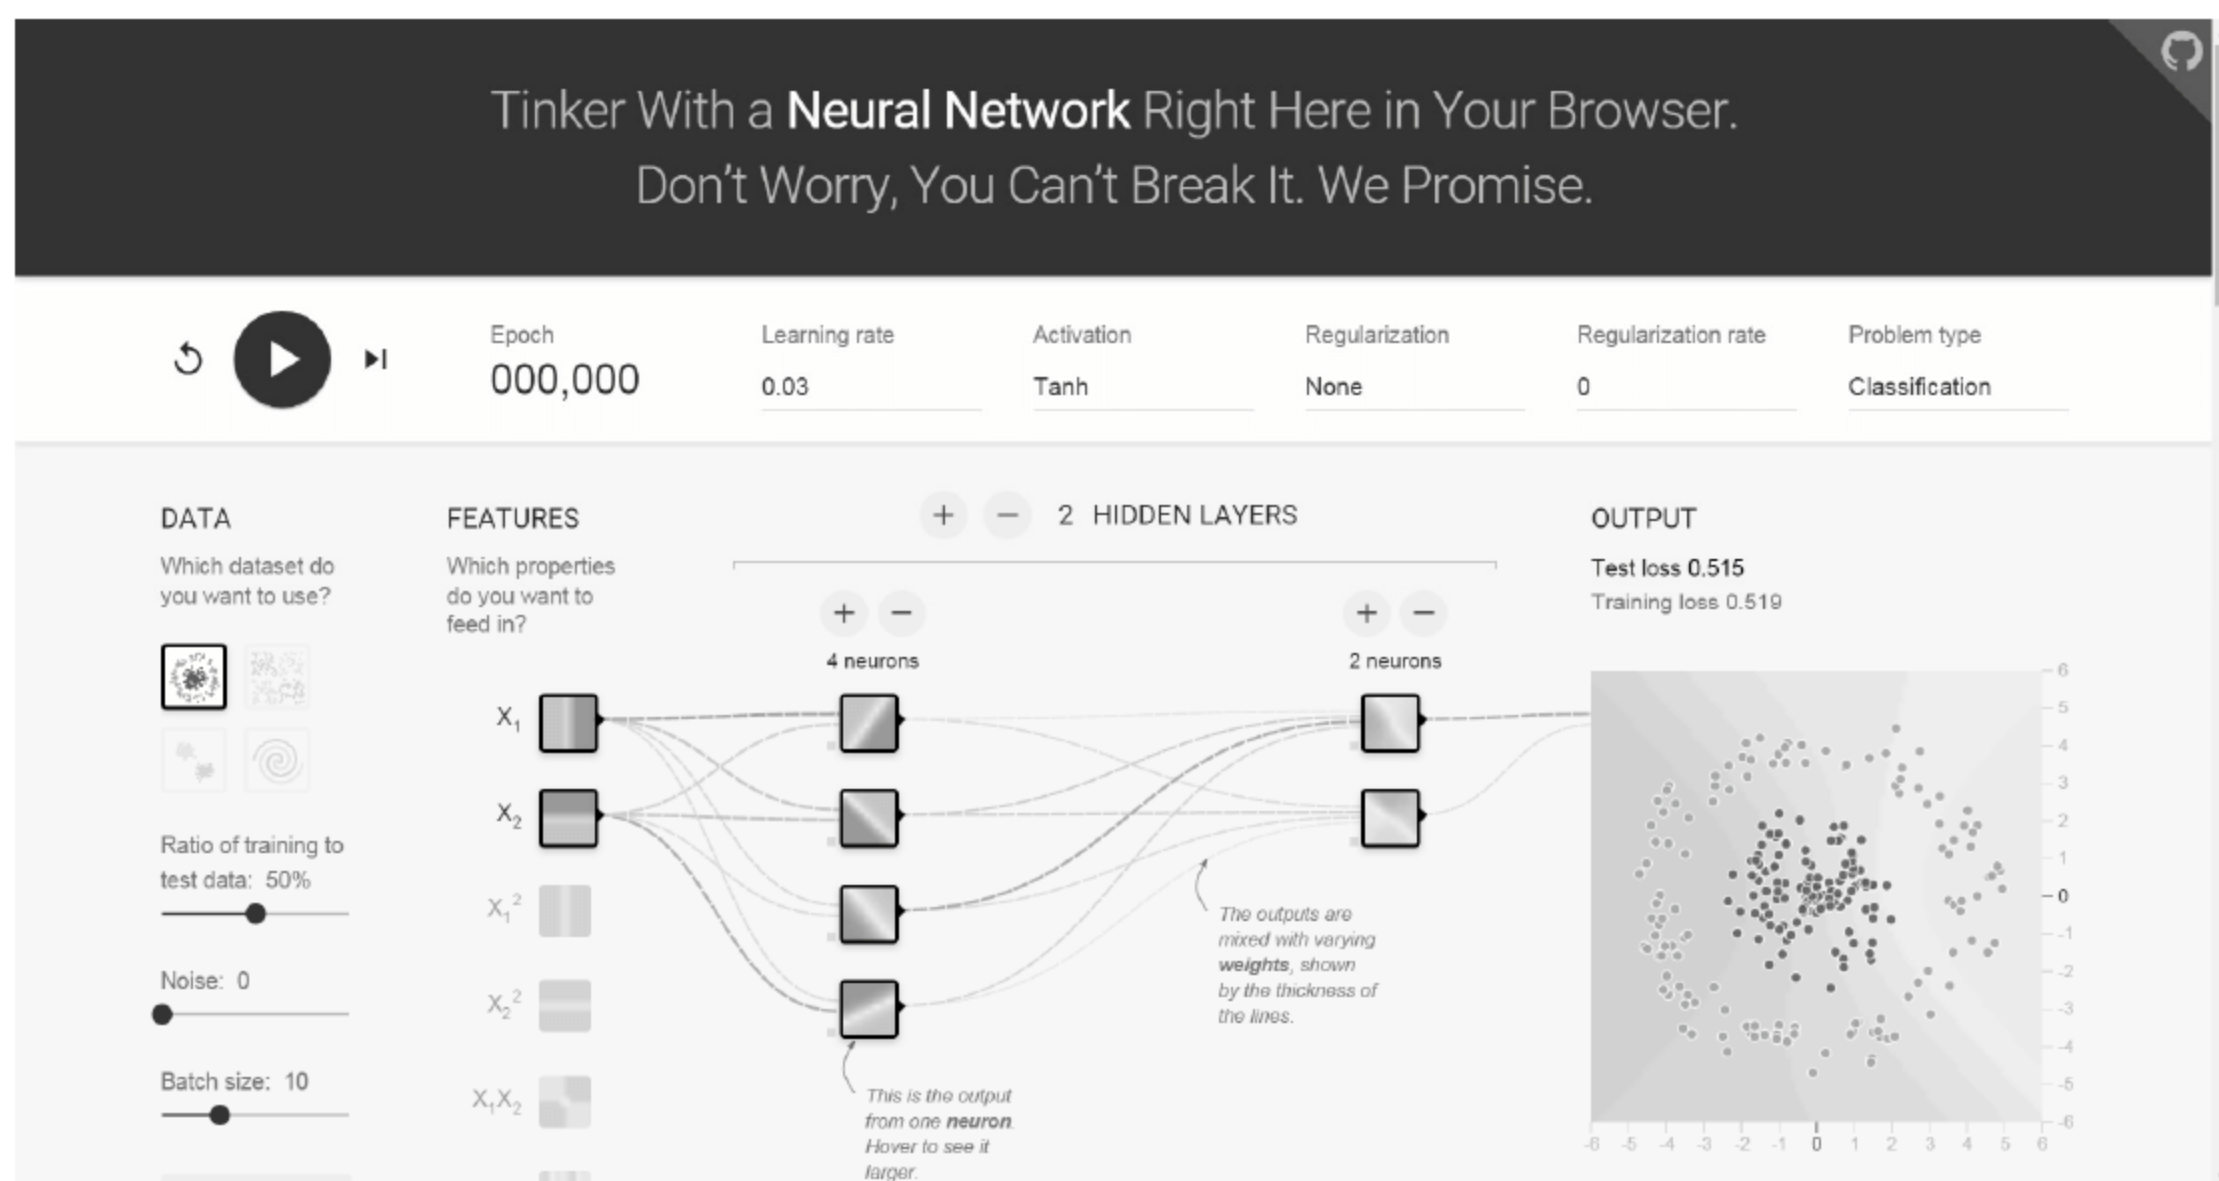 Tinker With a Neural Network Right Here in Your Browser.
Don't Worry, You Can't Break It. We Promise.
Epoch
000,000
Learning rate
0.03
Activation
Tanh
Regularization
None
Regularization rate
0
Problem type
Classification
DATA
Which dataset do
you want to use?
Ratio of training to
test data: 50%
Noise: 0
Batch size: 10
FEATURES
Which properties
do you want to
feed in?
X₁
X₂
X₁²
X₂²
X₁X₂
+ − 2 HIDDEN LAYERS
+ −
4 neurons
+ −
2 neurons
The outputs are
mixed with varying
weights, shown
by the thickness of
the lines.
This is the output
from one neuron.
Hover to see it
larger.
OUTPUT
Test loss 0.515
Training loss 0.519
6
5
4
3
2
1
0
-1
-2
-3
-4
-5
-6
-6 -5 -4 -3 -2 -1 0 1 2 3 4 5 6